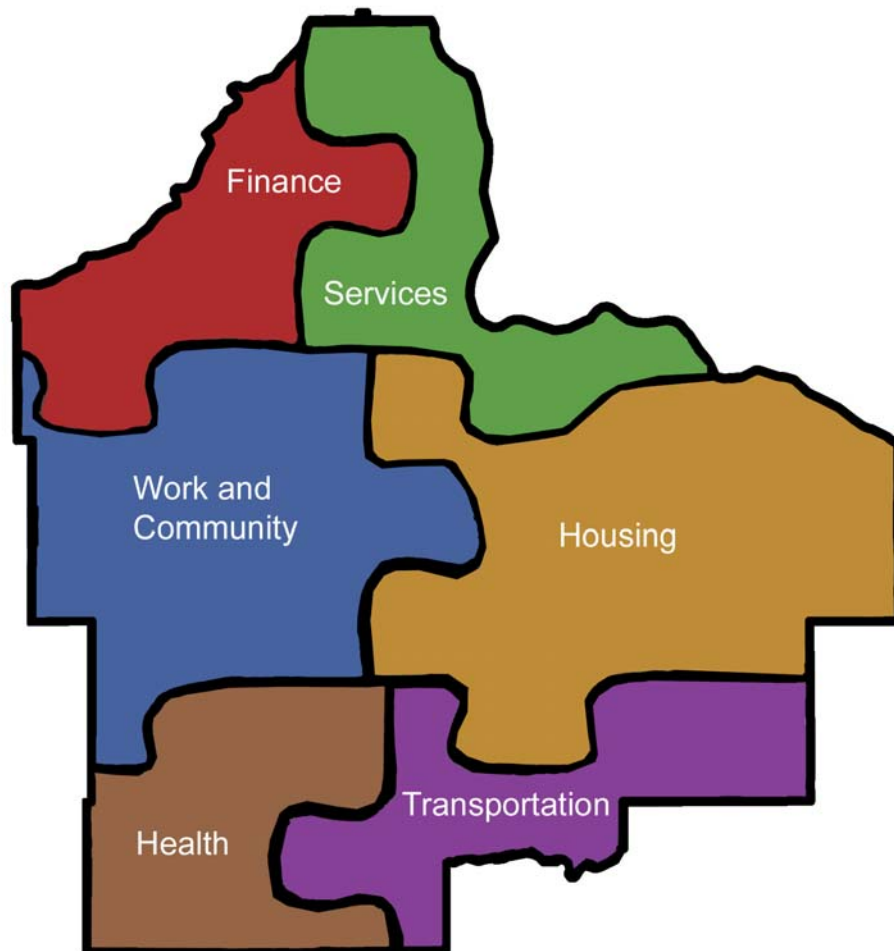 Finance
Services
Work and
Community
Housing
Transportation
Health